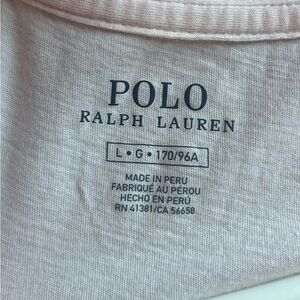 POLO
RALPH LAUREN
L • G • 170/96A
MADE IN PERU
FABRIQUÉ AU PÉROU
HECHO EN PERÚ
RN 41381/CA 56658